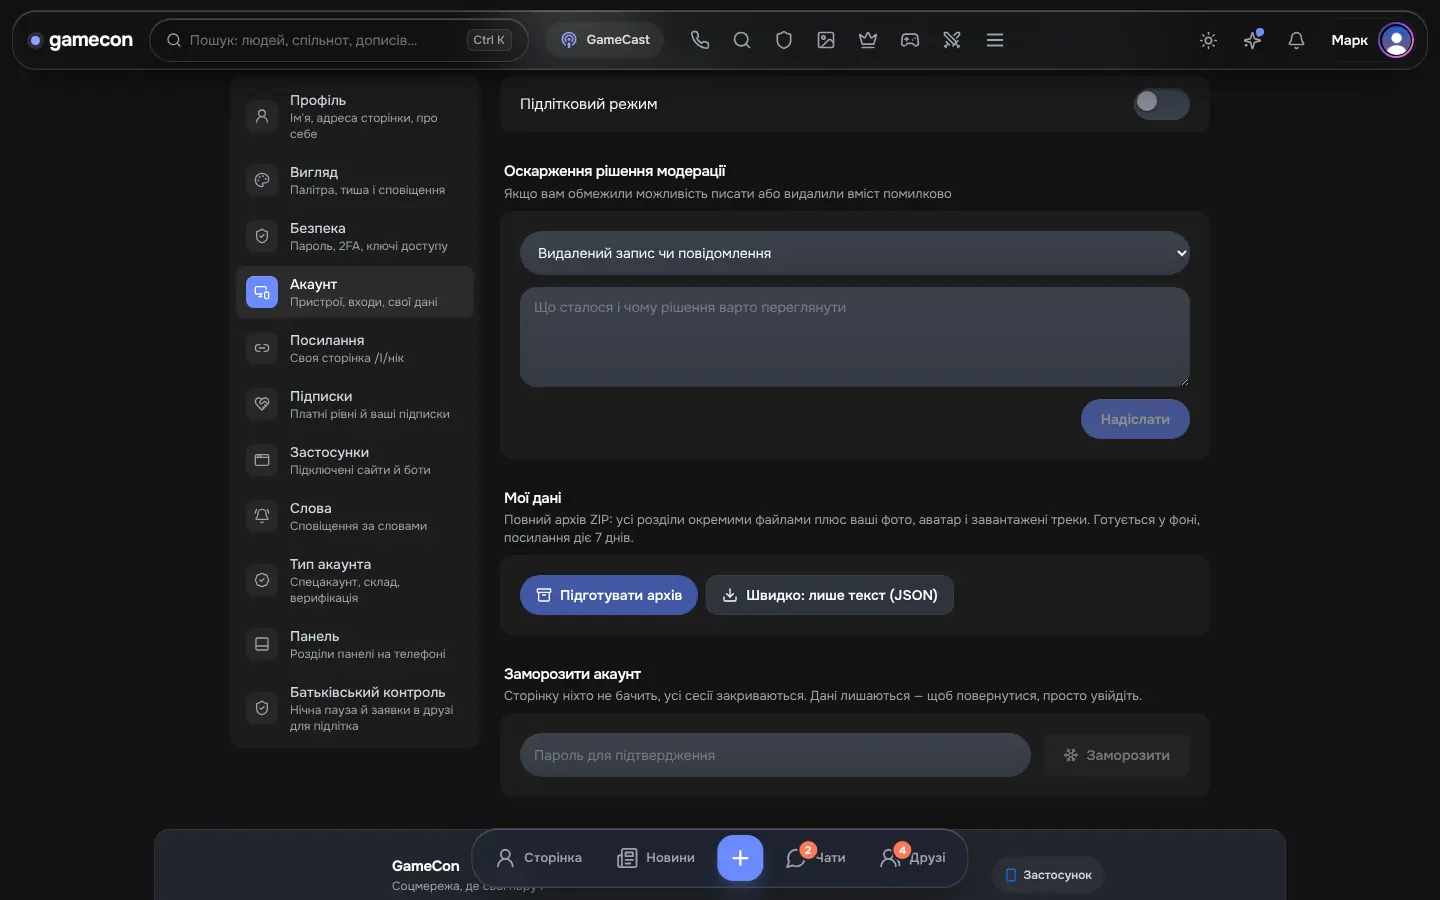 gamecon
Пошук: людей, спільнот, дописів...
Ctrl K
GameCast
Марк
Профіль
Ім'я, адреса сторінки, про
себе
Вигляд
Палітра, тиша і сповіщення
Безпека
Пароль, 2FA, ключі доступу
Акаунт
Пристрої, входи, свої дані
Посилання
Своя сторінка /l/нік
Підписки
Платні рівні й ваші підписки
Застосунки
Підключені сайти й боти
Слова
Сповіщення за словами
Тип акаунта
Спецакаунт, склад,
верифікація
Панель
Розділи панелі на телефоні
Батьківський контроль
Нічна пауза й заявки в друзі
для підлітка
Підлітковий режим
Оскарження рішення модерації
Якщо вам обмежили можливість писати або видалили вміст помилково
Видалений запис чи повідомлення
Що сталося і чому рішення варто переглянути
Надіслати
Мої дані
Повний архів ZIP: усі розділи окремими файлами плюс ваші фото, аватар і завантажені треки. Готується у фоні,
посилання діє 7 днів.
Підготувати архів
Швидко: лише текст (JSON)
Заморозити акаунт
Сторінку ніхто не бачить, усі сесії закриваються. Дані лишаються — щоб повернутися, просто увійдіть.
Пароль для підтвердження
Заморозити
GameCon
Соцмережа, де
Сторінка
Новини
2
Чати
4
Друзі
Застосунок